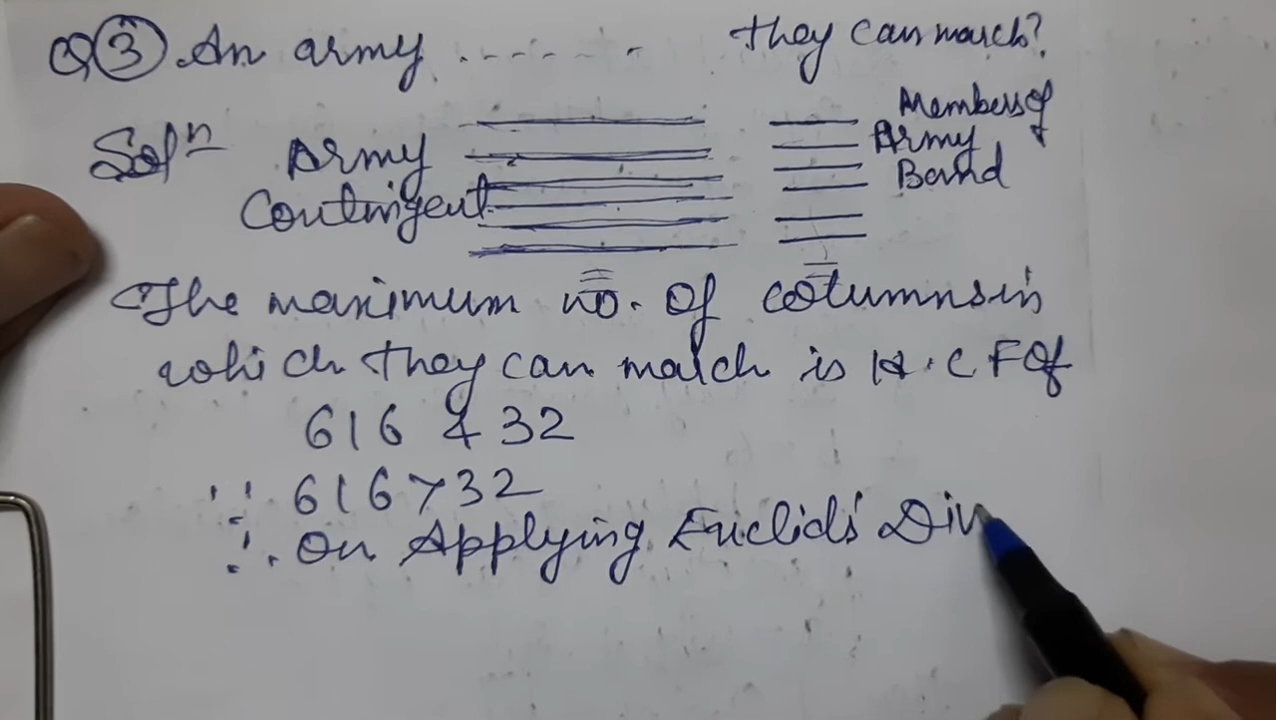 Q③ An army ------- they can march?
Solⁿ Army Contingent
Members of Army Band
The maximum no. of columns in
which they can match is H.C.F of
616 & 32
∵ 616 > 32
∴ On Applying Euclid's Div